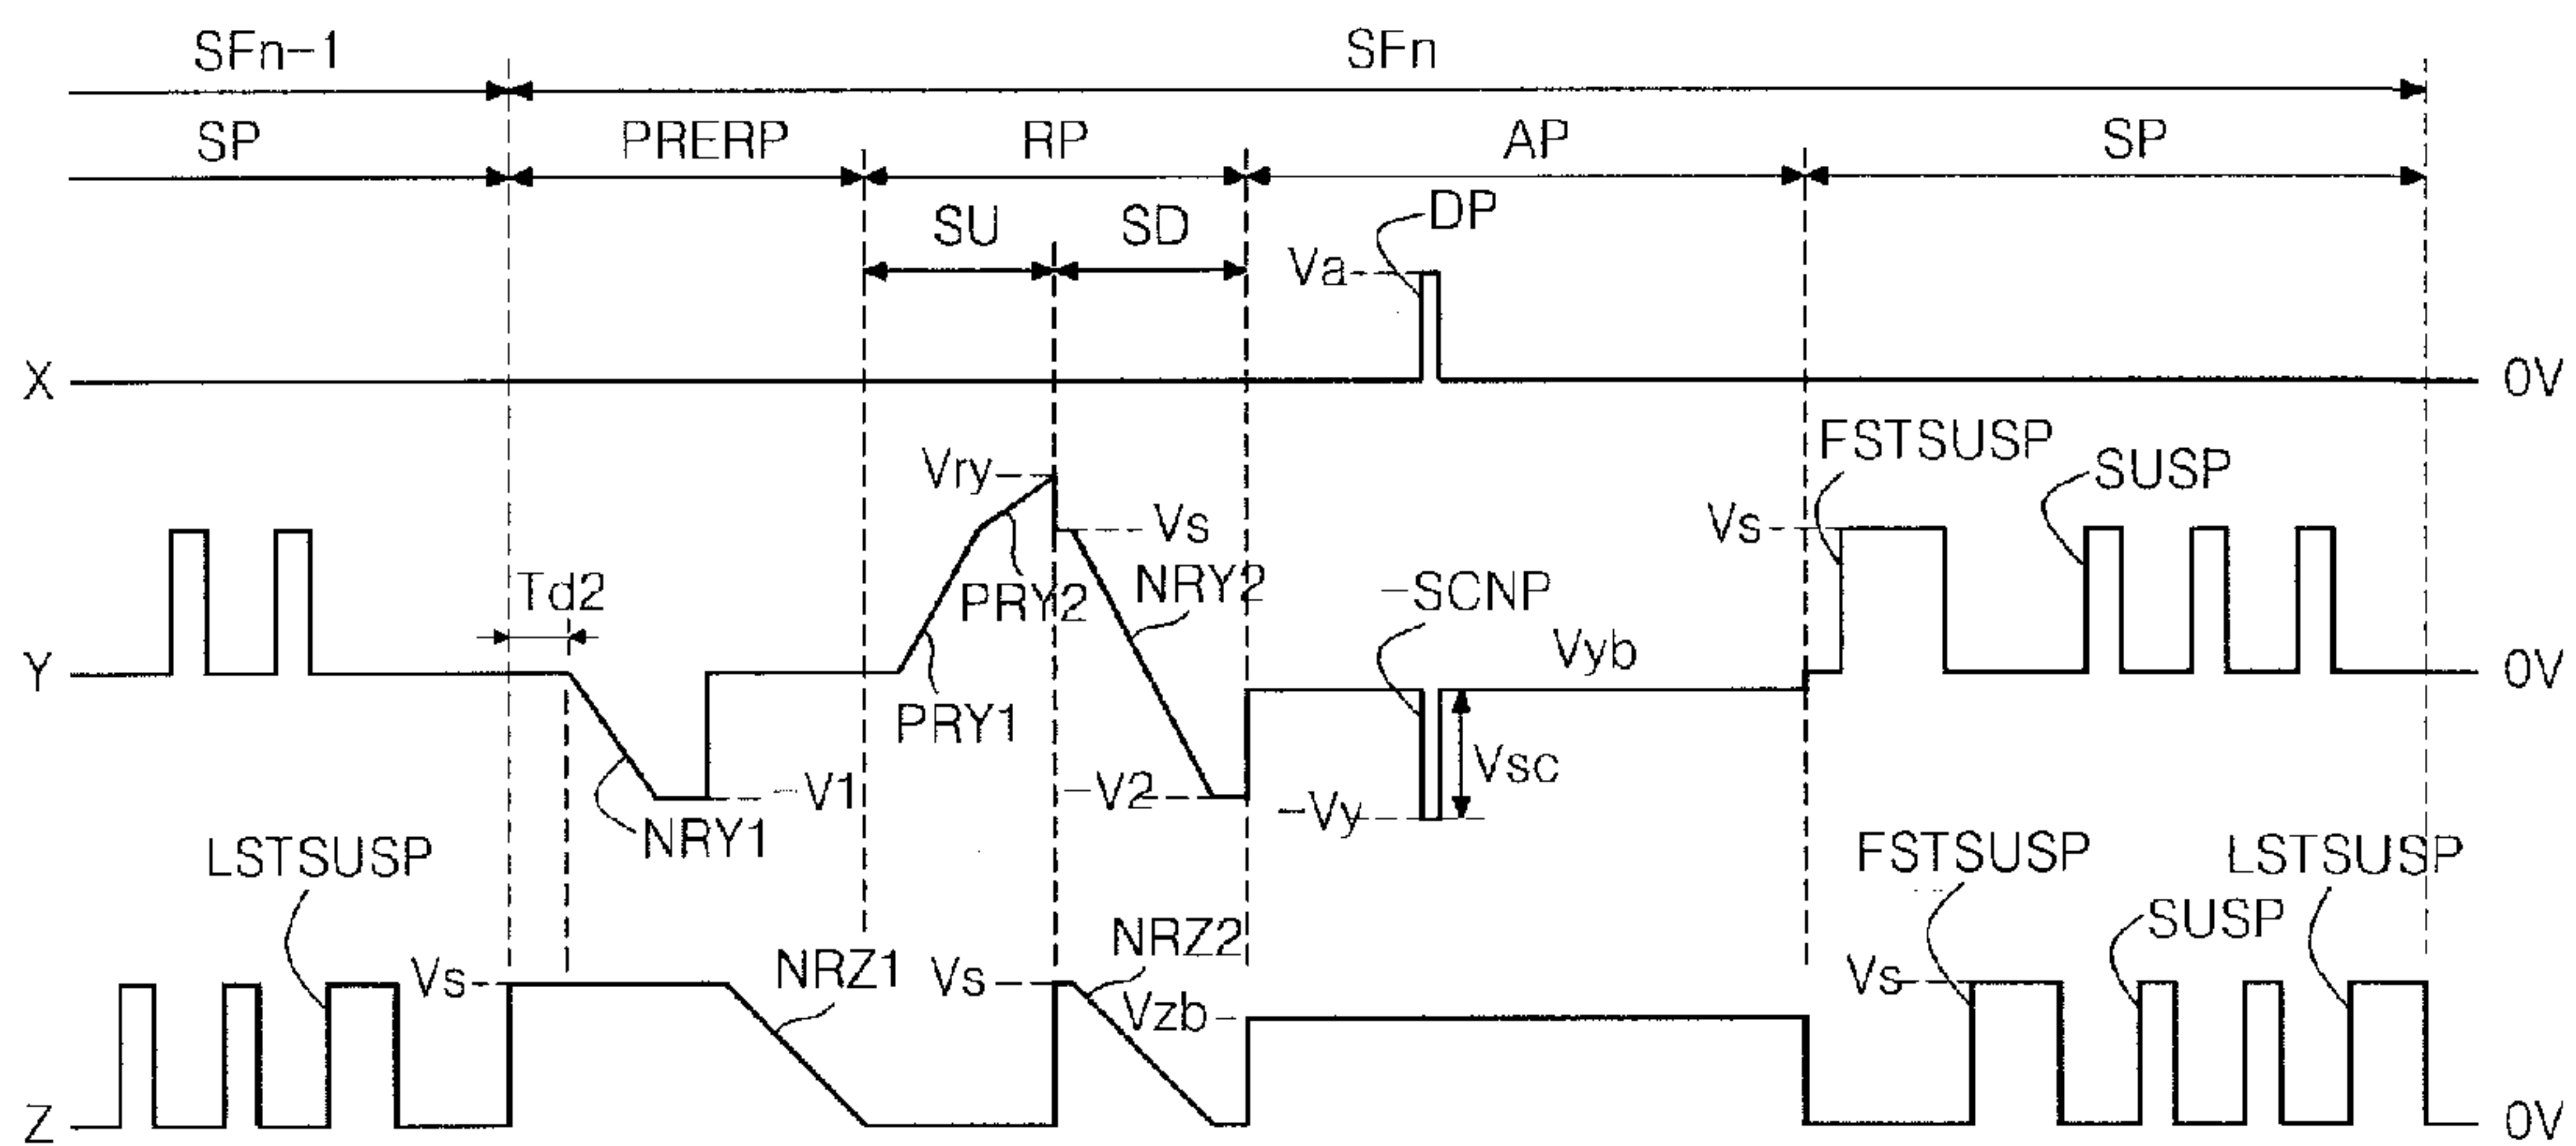 SFn-1 SFn
SP PRERP RP AP SP
SU SD DP
Va
X 0V
FSTSUSP
Vry SUSP
Vs Vs
Td2 PRY2 NRY2 -SCNP
Vyb
Y 0V
PRY1
-V1 -V2 Vsc
-Vy
NRY1
LSTSUSP FSTSUSP LSTSUSP
NRZ2 SUSP
Vs NRZ1 Vs Vs
Vzb
Z 0V